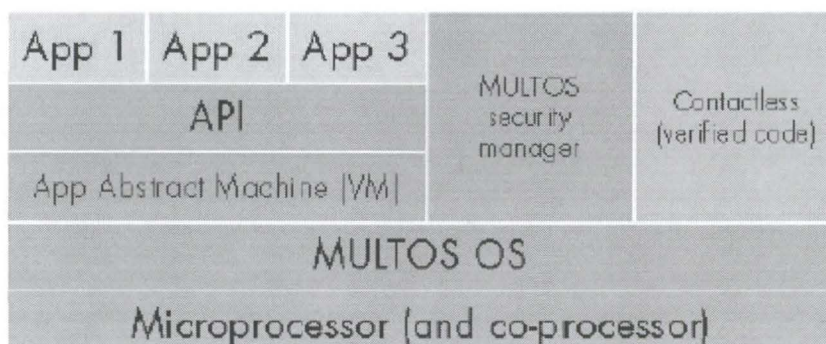 App 1 App 2 App 3
API
App Abstract Machine (VM)
MULTOS
security
manager
Contactless
(verified code)
MULTOS OS
Microprocessor (and co-processor)